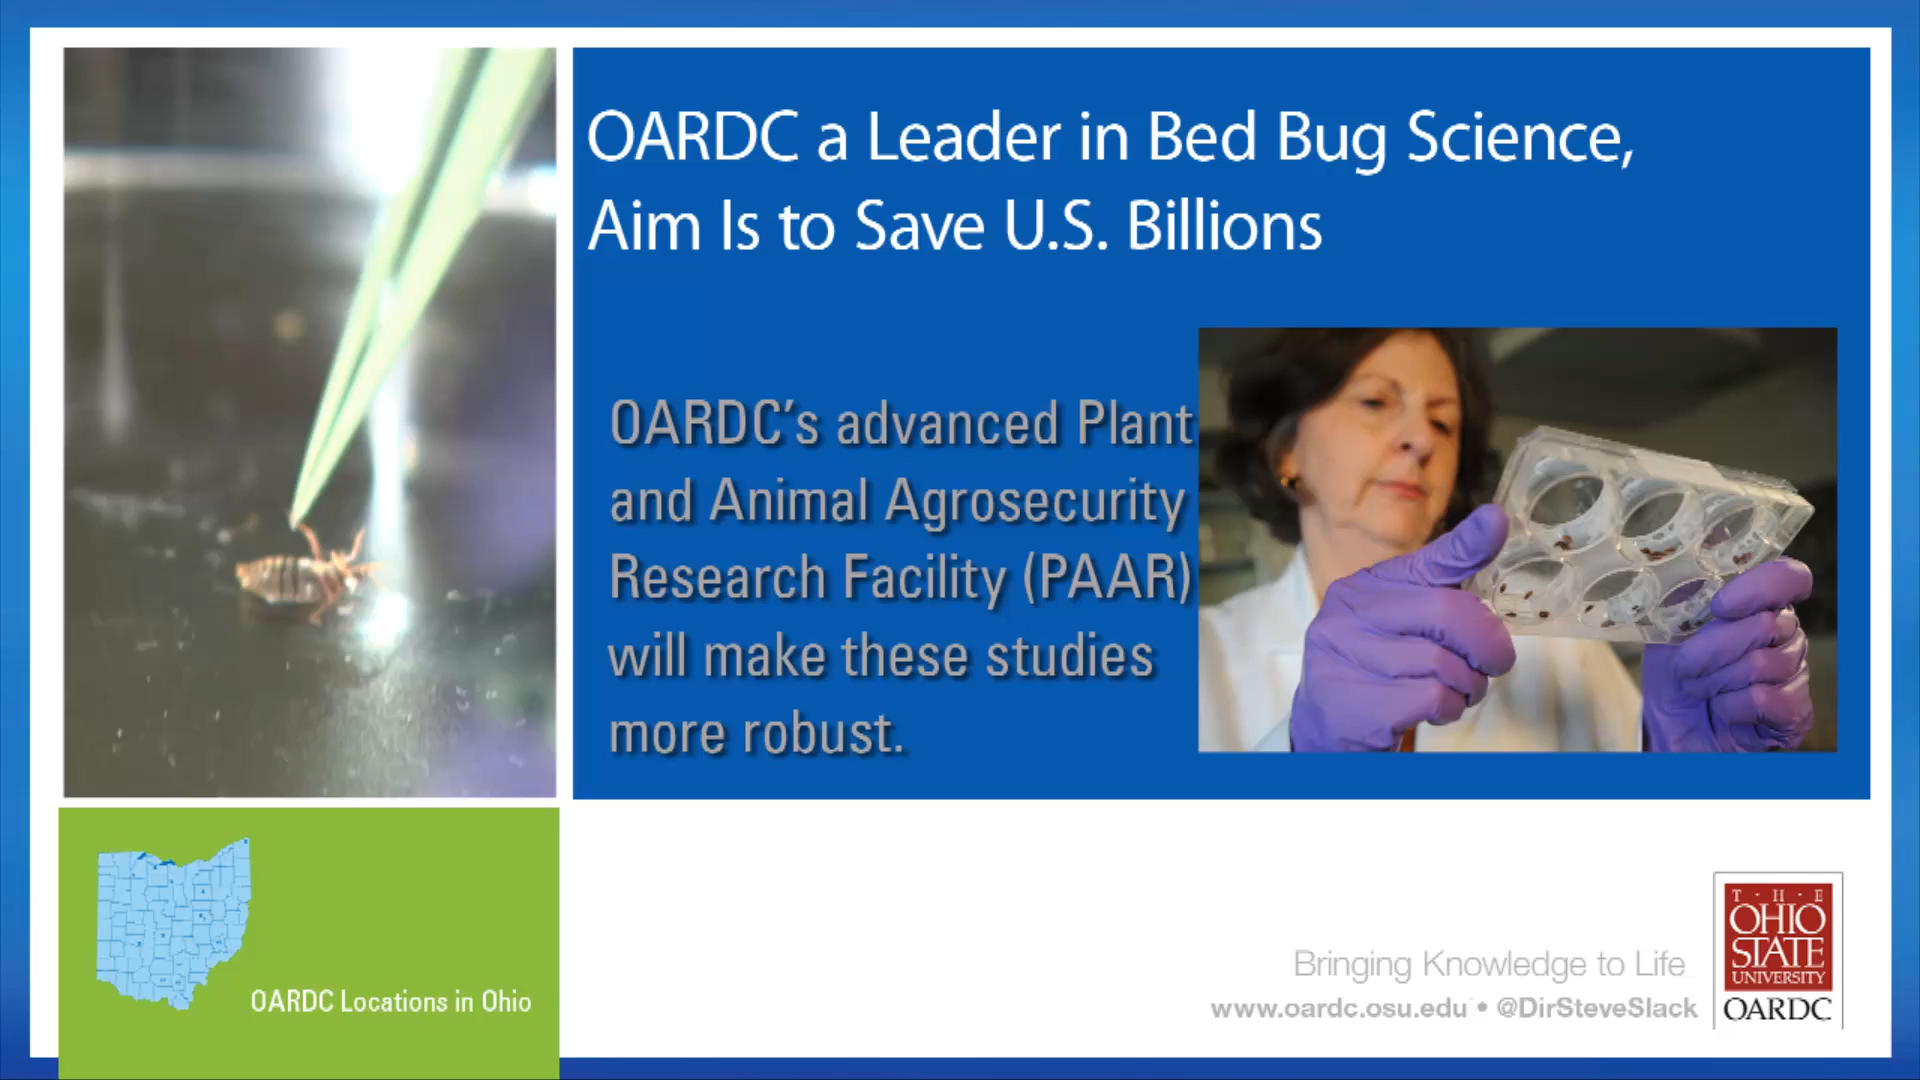 OARDC a Leader in Bed Bug Science,
Aim Is to Save U.S. Billions
OARDC's advanced Plant
and Animal Agrosecurity
Research Facility (PAAR)
will make these studies
more robust.
OARDC Locations in Ohio
Bringing Knowledge to Life
www.oardc.osu.edu • @DirSteveSlack
T · H · E
OHIO
STATE
UNIVERSITY
OARDC